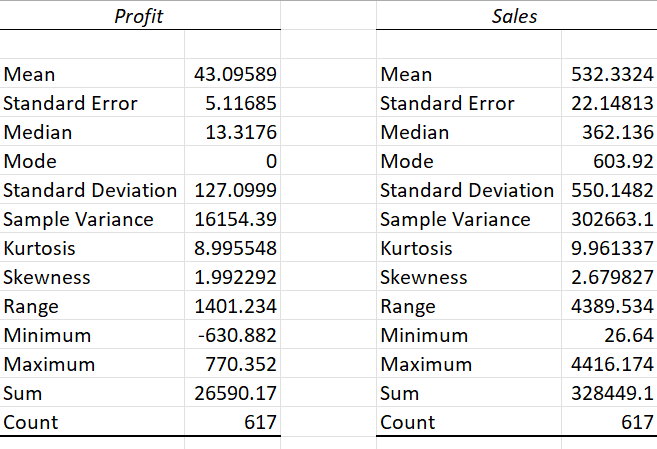 Profit Sales
Mean 43.09589 Mean 532.3324
Standard Error 5.11685 Standard Error 22.14813
Median 13.3176 Median 362.136
Mode 0 Mode 603.92
Standard Deviation 127.0999 Standard Deviation 550.1482
Sample Variance 16154.39 Sample Variance 302663.1
Kurtosis 8.995548 Kurtosis 9.961337
Skewness 1.992292 Skewness 2.679827
Range 1401.234 Range 4389.534
Minimum -630.882 Minimum 26.64
Maximum 770.352 Maximum 4416.174
Sum 26590.17 Sum 328449.1
Count 617 Count 617